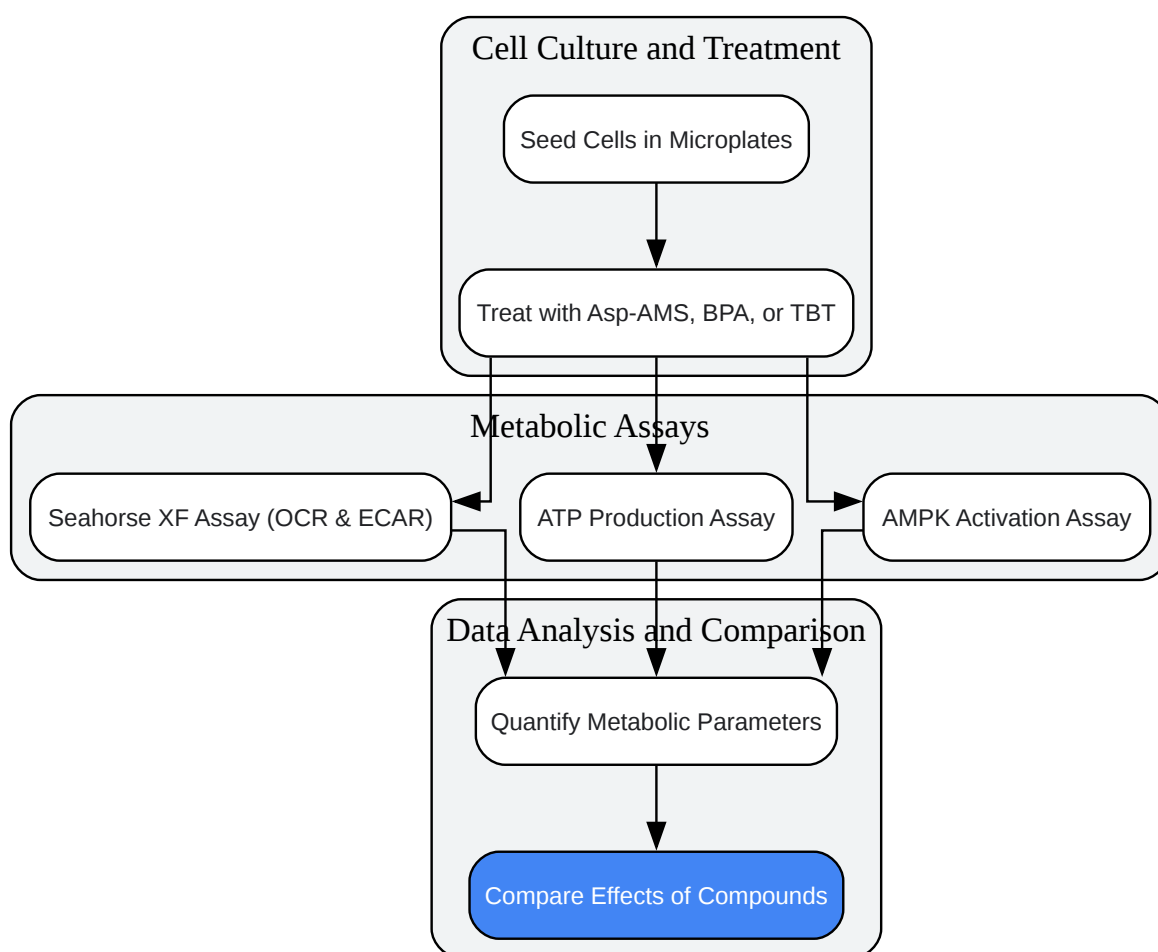 Cell Culture and Treatment
Seed Cells in Microplates
Treat with Asp-AMS, BPA, or TBT
Metabolic Assays
Seahorse XF Assay (OCR & ECAR)
ATP Production Assay
AMPK Activation Assay
Data Analysis and Comparison
Quantify Metabolic Parameters
Compare Effects of Compounds